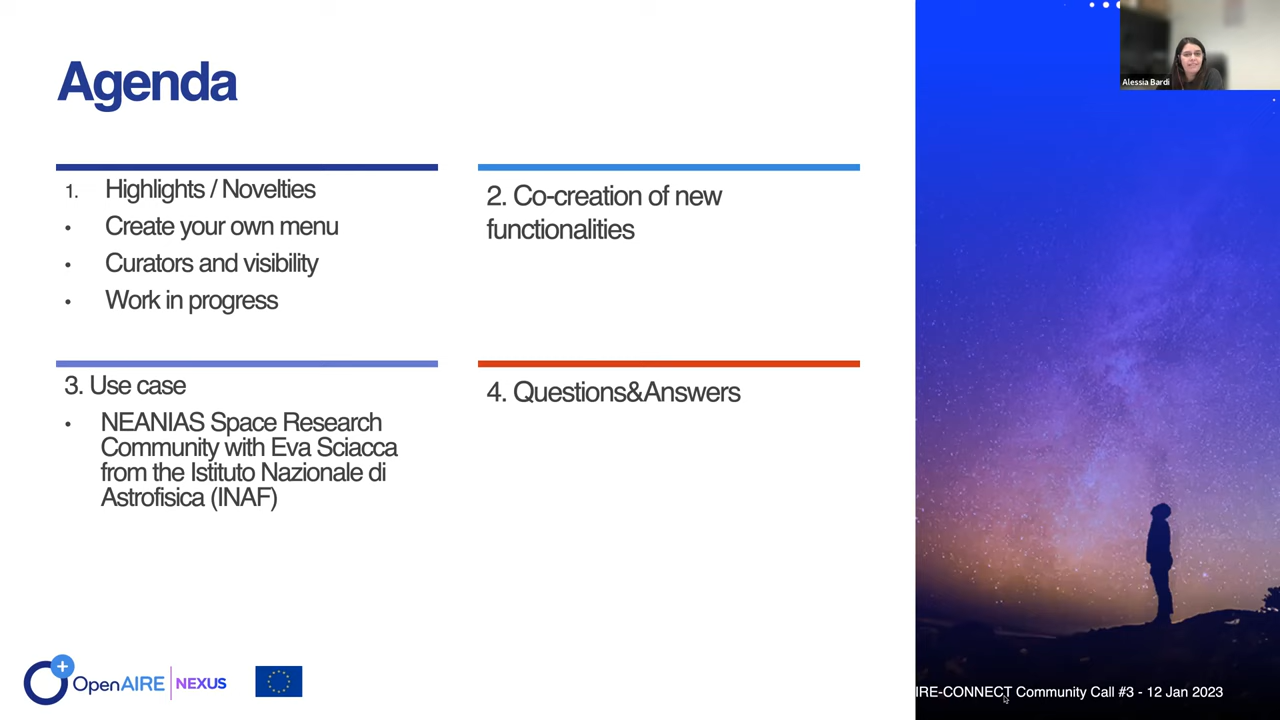 Agenda
1. Highlights / Novelties
• Create your own menu
• Curators and visibility
• Work in progress
2. Co-creation of new
functionalities
3. Use case
• NEANIAS Space Research
Community with Eva Sciacca
from the Istituto Nazionale di
Astrofisica (INAF)
4. Questions&Answers
Alessia Bardi
OpenAIRE NEXUS
IRE-CONNECT Community Call #3 - 12 Jan 2023